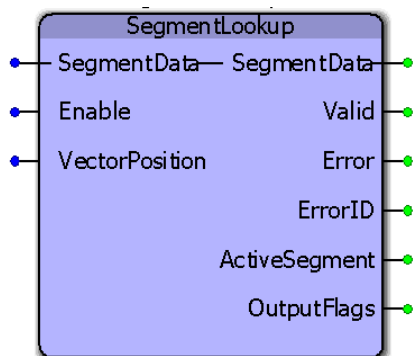 SegmentLookup
SegmentData SegmentData
Enable Valid
VectorPosition Error
ErrorID
ActiveSegment
OutputFlags